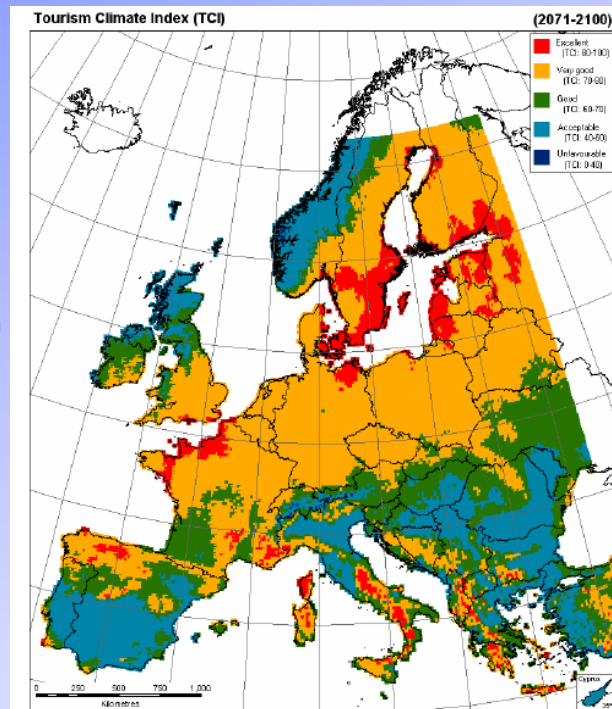 Tourism Climate Index (TCI)
(2071-2100)
Excellent
(TCI: 80-100)
Very good
(TCI: 70-80)
Good
(TCI: 60-70)
Acceptable
(TCI: 40-60)
Unfavourable
(TCI: 0-40)
0 250 500 750 1,000
Kilometres
Cyprus